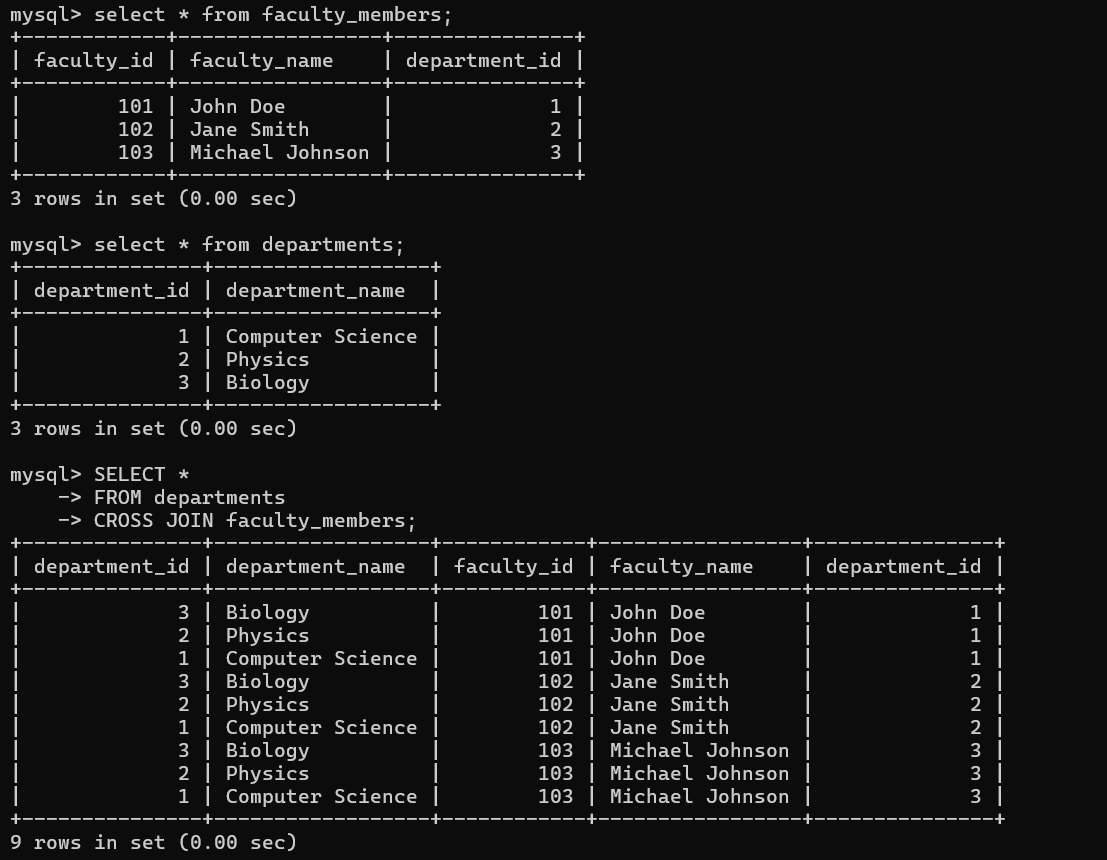 mysql> select * from faculty_members;
+------------+-----------------+---------------+
| faculty_id | faculty_name    | department_id |
+------------+-----------------+---------------+
|        101 | John Doe        |             1 |
|        102 | Jane Smith      |             2 |
|        103 | Michael Johnson |             3 |
+------------+-----------------+---------------+
3 rows in set (0.00 sec)

mysql> select * from departments;
+---------------+------------------+
| department_id | department_name  |
+---------------+------------------+
|             1 | Computer Science |
|             2 | Physics          |
|             3 | Biology          |
+---------------+------------------+
3 rows in set (0.00 sec)

mysql> SELECT *
    -> FROM departments
    -> CROSS JOIN faculty_members;
+---------------+------------------+------------+-----------------+---------------+
| department_id | department_name  | faculty_id | faculty_name    | department_id |
+---------------+------------------+------------+-----------------+---------------+
|             3 | Biology          |        101 | John Doe        |             1 |
|             2 | Physics          |        101 | John Doe        |             1 |
|             1 | Computer Science |        101 | John Doe        |             1 |
|             3 | Biology          |        102 | Jane Smith      |             2 |
|             2 | Physics          |        102 | Jane Smith      |             2 |
|             1 | Computer Science |        102 | Jane Smith      |             2 |
|             3 | Biology          |        103 | Michael Johnson |             3 |
|             2 | Physics          |        103 | Michael Johnson |             3 |
|             1 | Computer Science |        103 | Michael Johnson |             3 |
+---------------+------------------+------------+-----------------+---------------+
9 rows in set (0.00 sec)